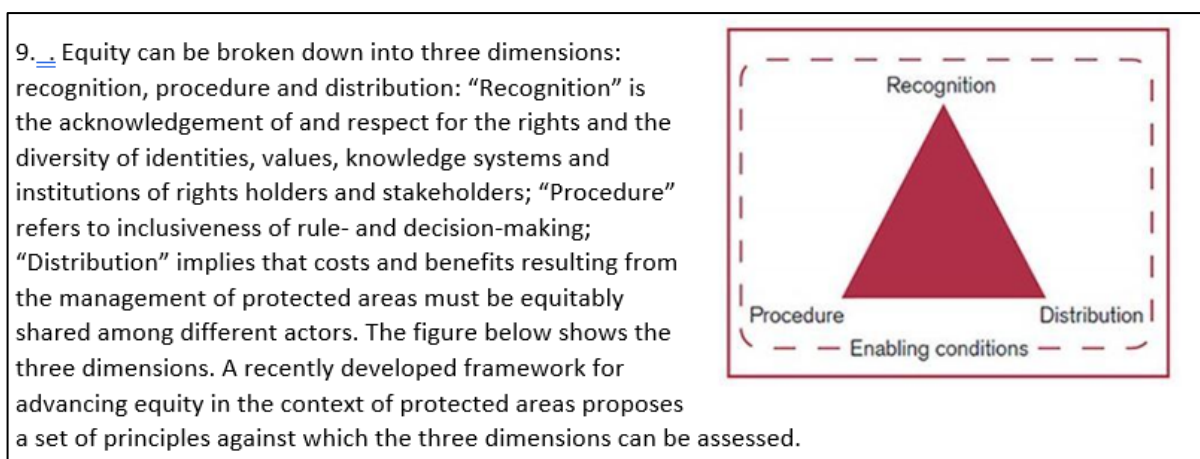 9. . Equity can be broken down into three dimensions:
recognition, procedure and distribution: “Recognition” is
the acknowledgement of and respect for the rights and the
diversity of identities, values, knowledge systems and
institutions of rights holders and stakeholders; “Procedure”
refers to inclusiveness of rule- and decision-making;
“Distribution” implies that costs and benefits resulting from
the management of protected areas must be equitably
shared among different actors. The figure below shows the
three dimensions. A recently developed framework for
advancing equity in the context of protected areas proposes
a set of principles against which the three dimensions can be assessed.
Recognition
Procedure
Distribution
Enabling conditions